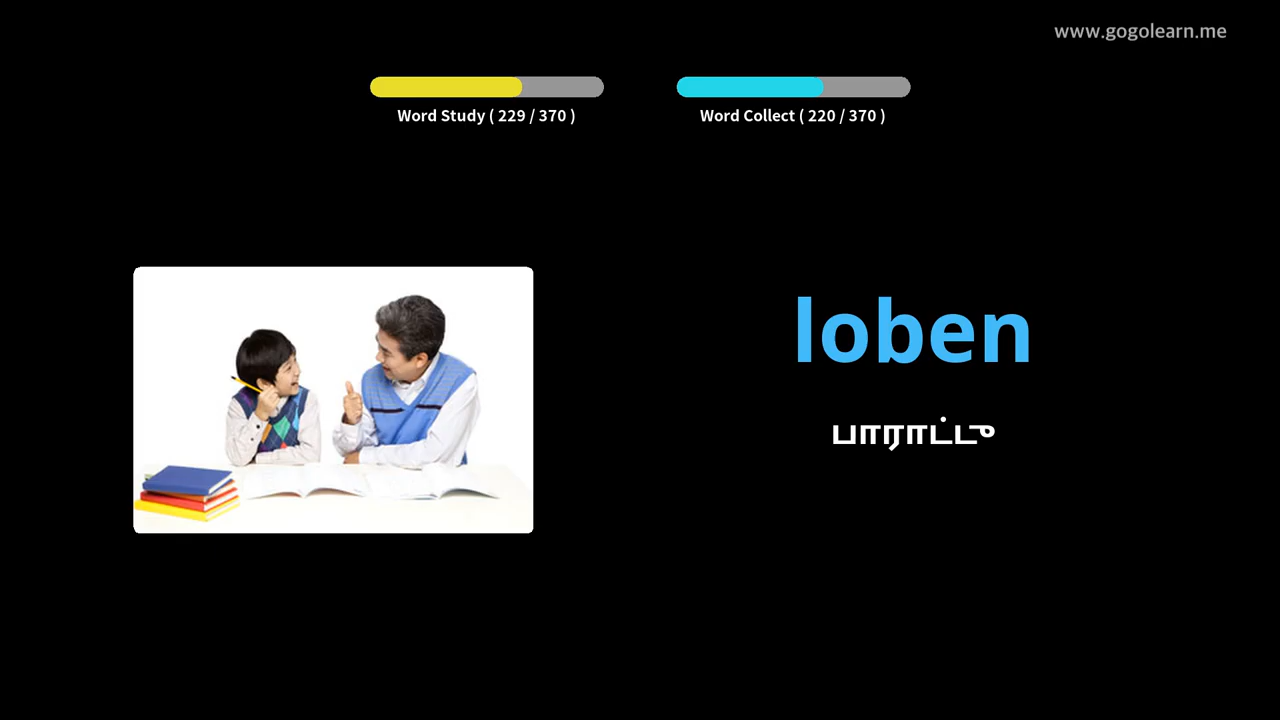 www.gogolearn.me
Word Study ( 229 / 370 )
Word Collect ( 220 / 370 )
loben
பாராட்டு